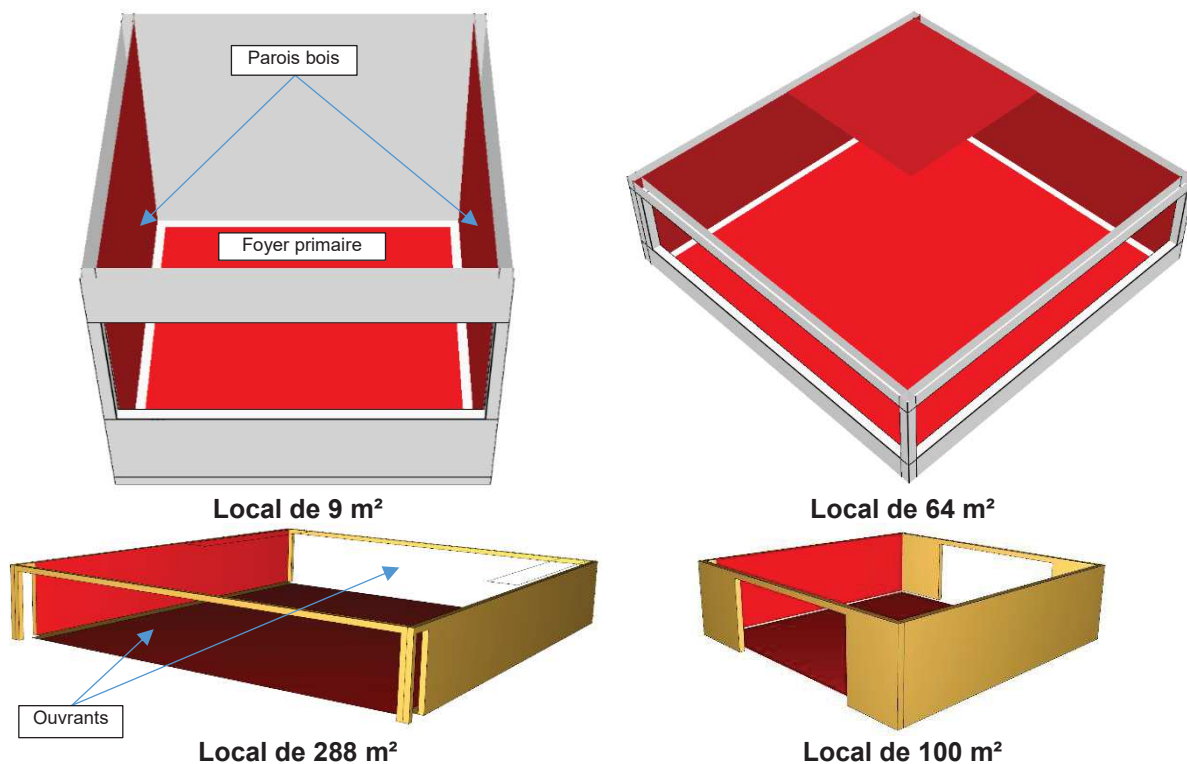 Parois bois
Foyer primaire
Local de 9 m²
Local de 64 m²
Ouvrants
Local de 288 m²
Local de 100 m²